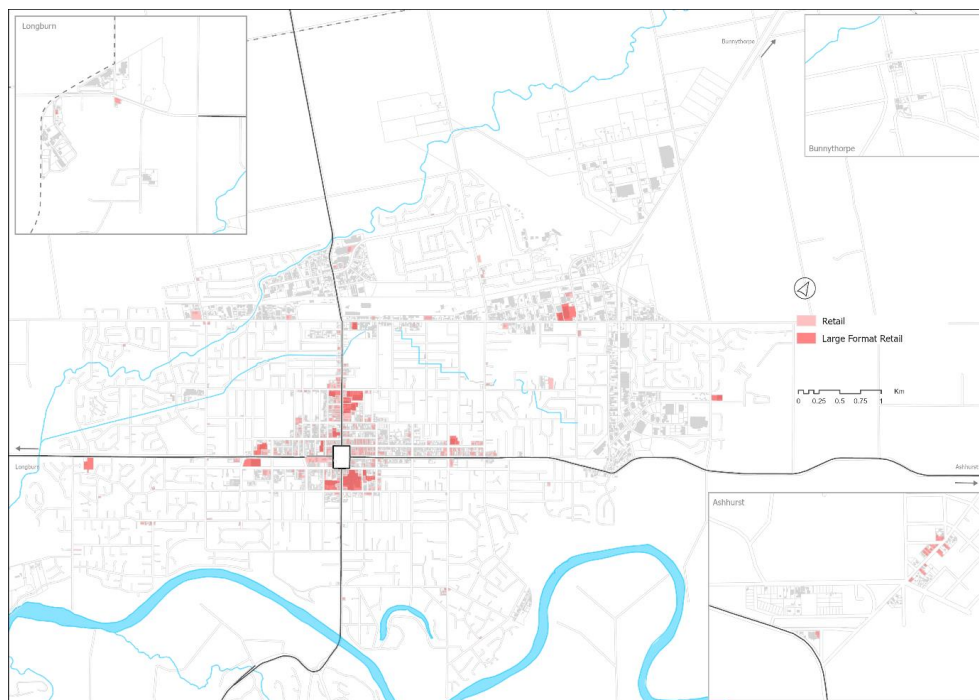 Longburn
Bunnythorpe
Bunnythorpe
Retail
Large Format Retail
Km
0 0.25 0.5 0.75 1
Longburn
Ashhurst
Ashhurst